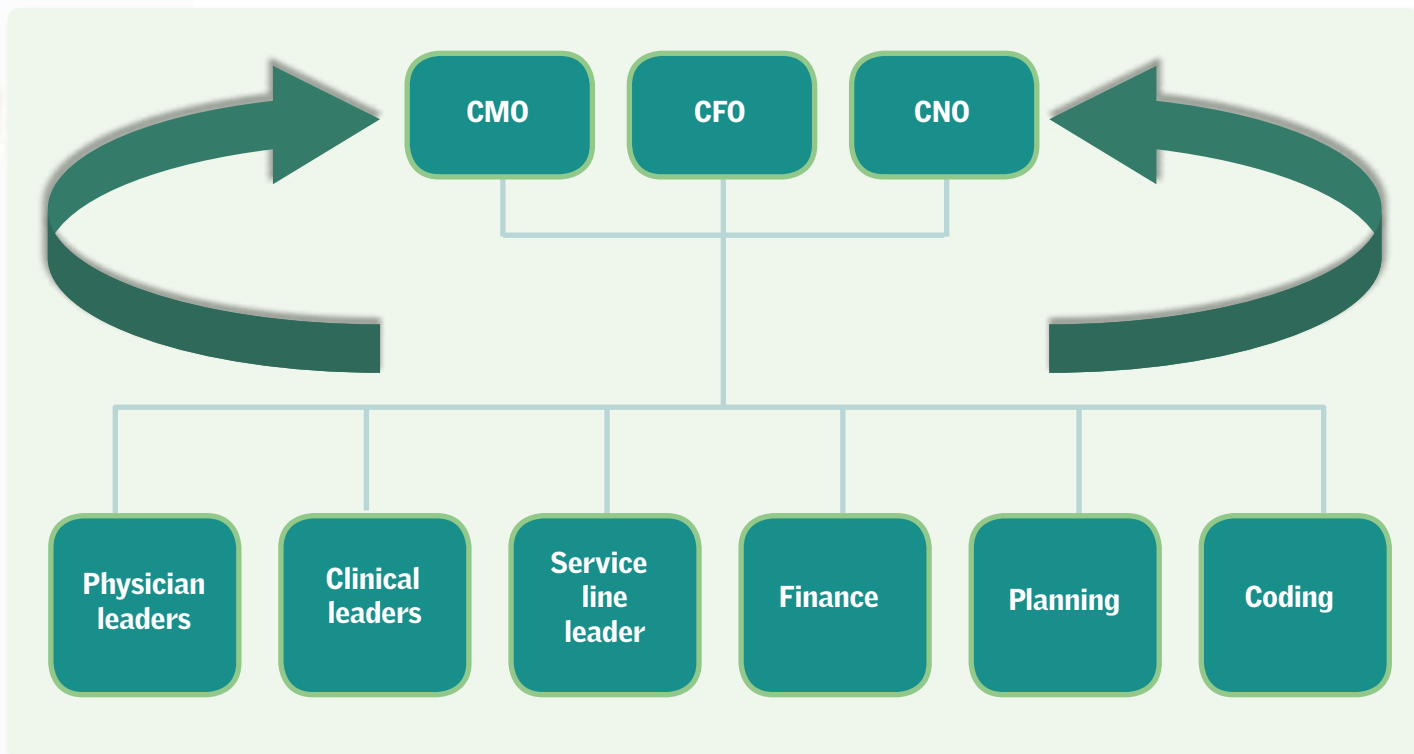 CMO
CFO
CNO
Physician
leaders
Clinical
leaders
Service
line
leader
Finance
Planning
Coding